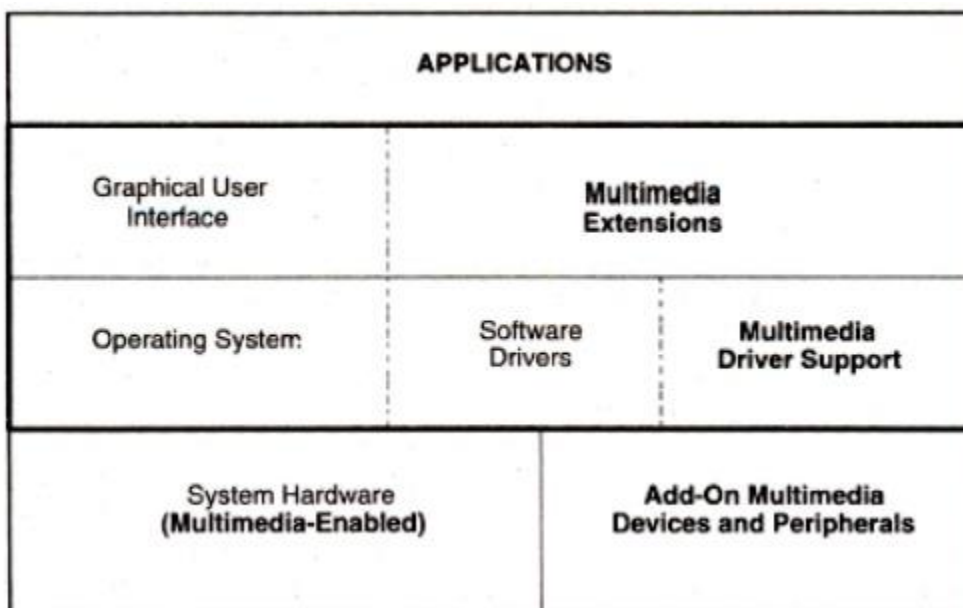 APPLICATIONS
Graphical User
Interface
Multimedia
Extensions
Operating System
Software
Drivers
Multimedia
Driver Support
System Hardware
(Multimedia-Enabled)
Add-On Multimedia
Devices and Peripherals